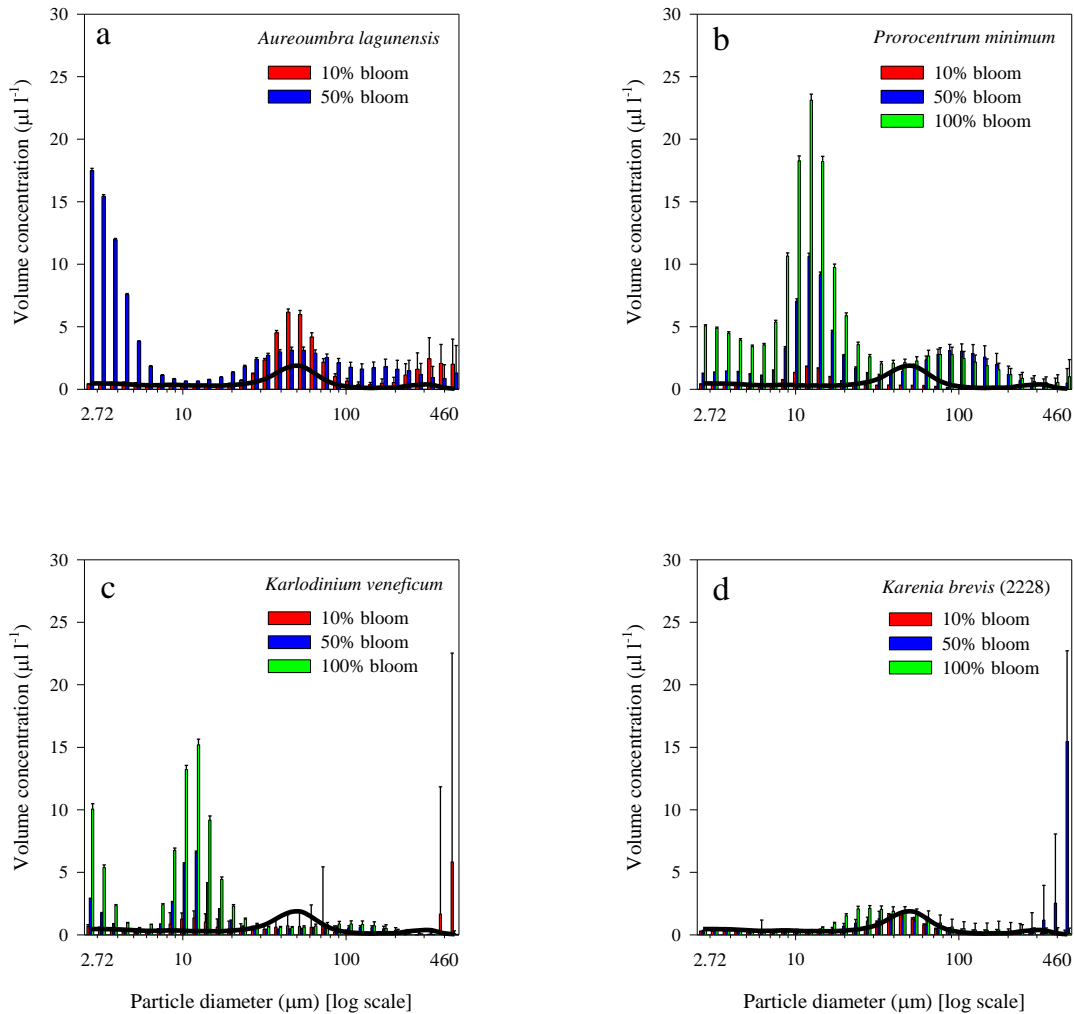 30
a
Aureoumbra lagunensis
25
10% bloom
50% bloom
20
15
10
5
0
Volume concentration (μl l⁻¹)
2.72
10
100
460
30
b
Prorocentrum minimum
25
10% bloom
50% bloom
100% bloom
20
15
10
5
0
Volume concentration (μl l⁻¹)
2.72
10
100
460
30
c
Karlodinium veneficum
25
10% bloom
50% bloom
100% bloom
20
15
10
5
0
Volume concentration (μl l⁻¹)
2.72
10
100
460
Particle diameter (μm) [log scale]
30
d
Karenia brevis (2228)
25
10% bloom
50% bloom
100% bloom
20
15
10
5
0
Volume concentration (μl l⁻¹)
2.72
10
100
460
Particle diameter (μm) [log scale]